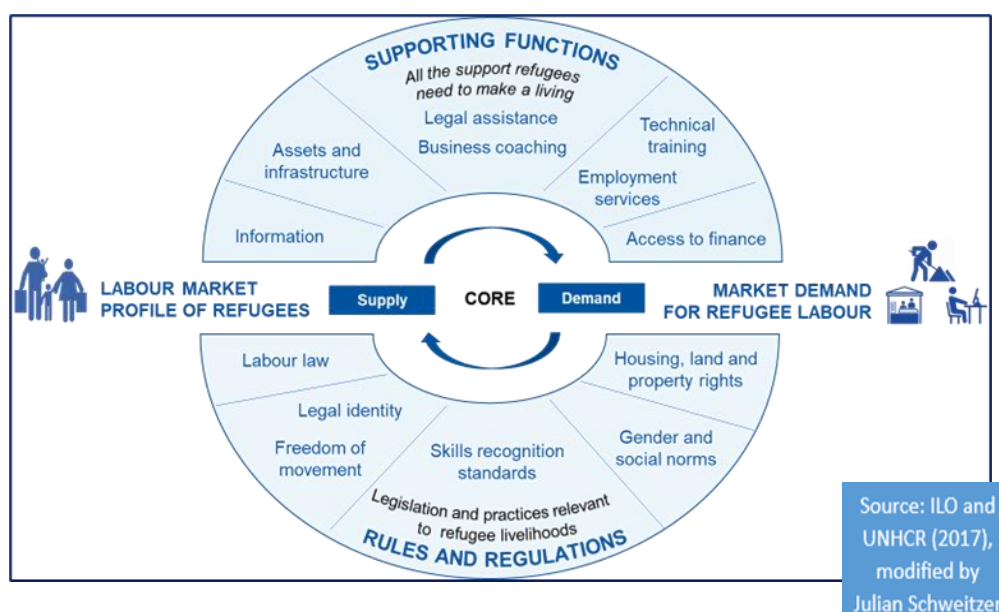 SUPPORTING FUNCTIONS
All the support refugees
need to make a living
Legal assistance
Business coaching
Technical
training
Assets and
infrastructure
Employment
services
Information
Access to finance
LABOUR MARKET
PROFILE OF REFUGEES
Supply
CORE
Demand
MARKET DEMAND
FOR REFUGEE LABOUR
Labour law
Housing, land and
property rights
Legal identity
Freedom of
movement
Skills recognition
standards
Gender and
social norms
Legislation and practices relevant
to refugee livelihoods
RULES AND REGULATIONS
Source: ILO and
UNHCR (2017),
modified by
Julian Schweitzer